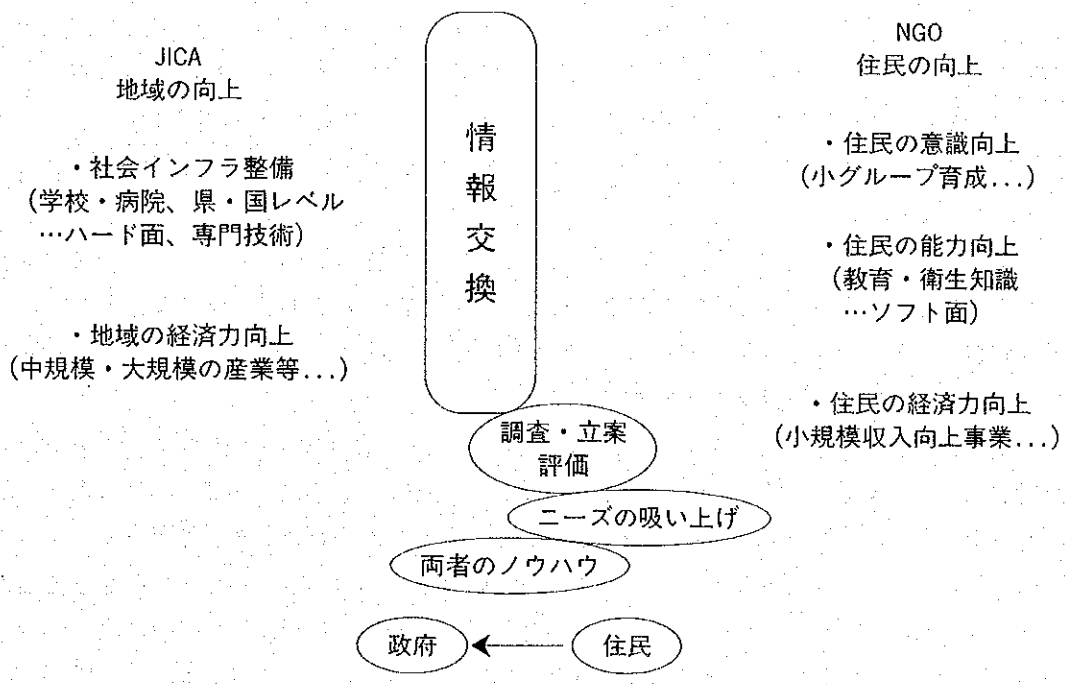 JICA
地域の向上
・社会インフラ整備
(学校・病院、県・国レベル
…ハード面、専門技術)
・地域の経済力向上
(中規模・大規模の産業等...)
情報交換
調査・立案
評価
ニーズの吸い上げ
両者のノウハウ
政府
住民
NGO
住民の向上
・住民の意識向上
(小グループ育成...)
・住民の能力向上
(教育・衛生知識
…ソフト面)
・住民の経済力向上
(小規模収入向上事業...)